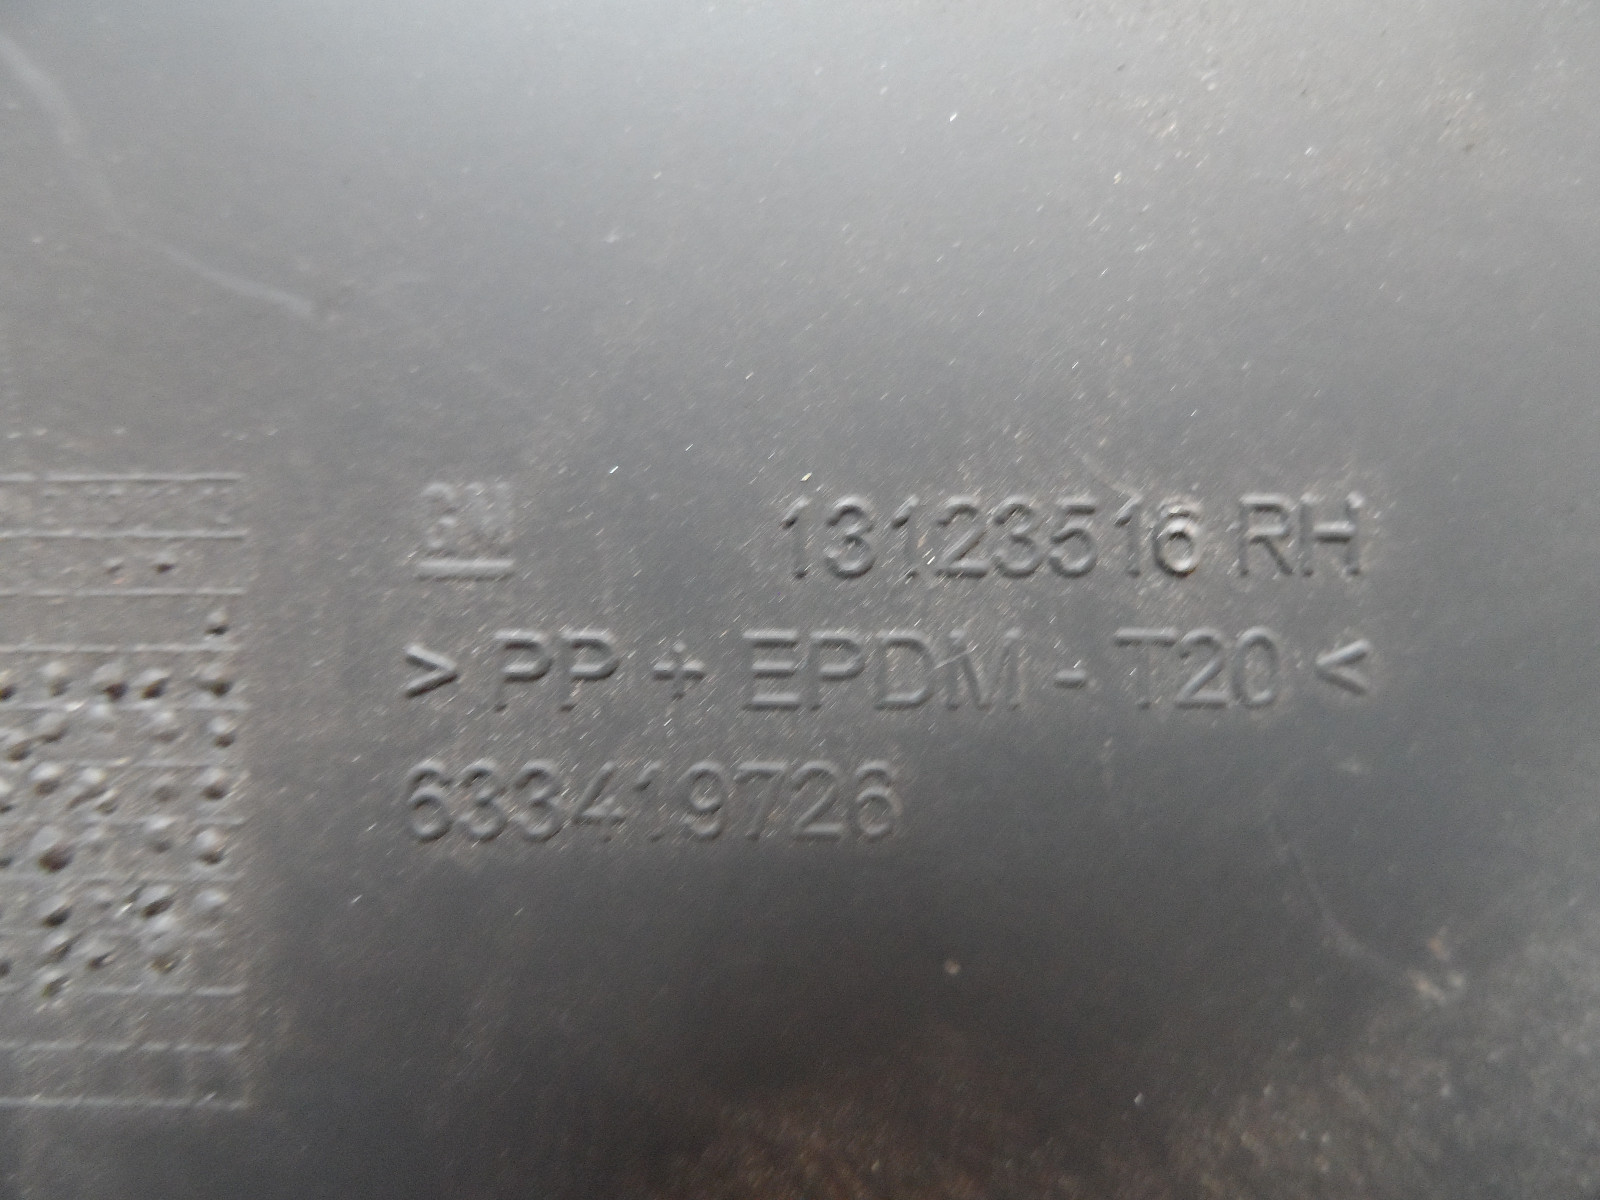 GM 13123516 RH
> PP + EPDM - T20 <
633419726